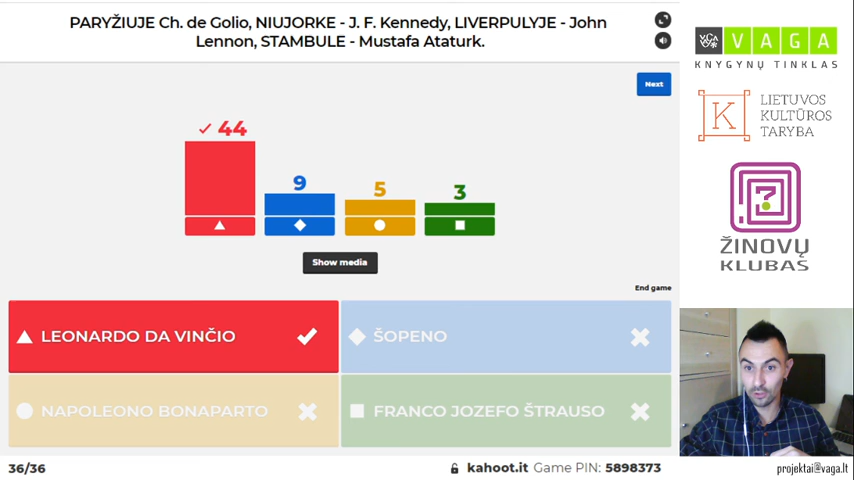 PARYŽIUJE Ch. de Golio, NIUJORKE - J. F. Kennedy, LIVERPULYJE - John
Lennon, STAMBULE - Mustafa Ataturk.
VAGA
VAGA
KNYGYNŲ TINKLAS
Next
K
LIETUVOS
KULTŪROS
TARYBA
44
9
5
3
?
ŽINOVŲ
KLUBAS
Show media
End game
LEONARDO DA VINČIO
ŠOPENO
NAPOLEONO BONAPARTO
FRANCO JOZEFO ŠTRAUSO
36/36
kahoot.it Game PIN: 5898373
projektai@vaga.lt